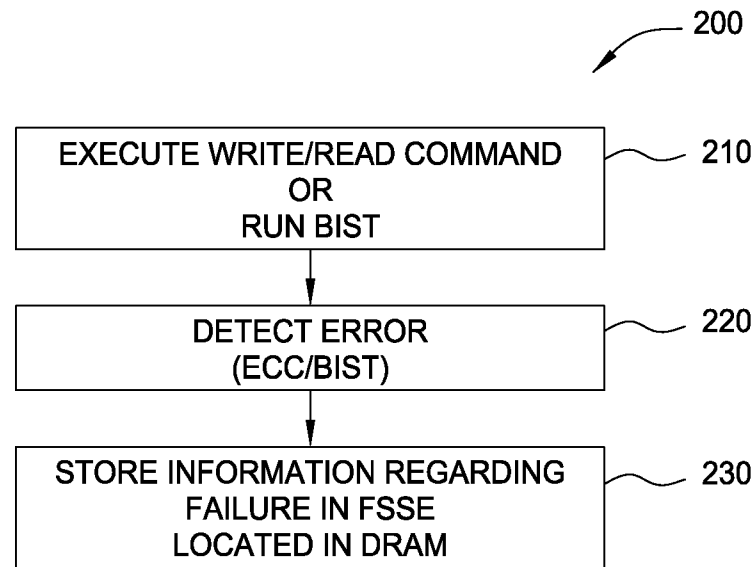 200
EXECUTE WRITE/READ COMMAND
OR
RUN BIST
210
DETECT ERROR
(ECC/BIST)
220
STORE INFORMATION REGARDING
FAILURE IN FSSE
LOCATED IN DRAM
230